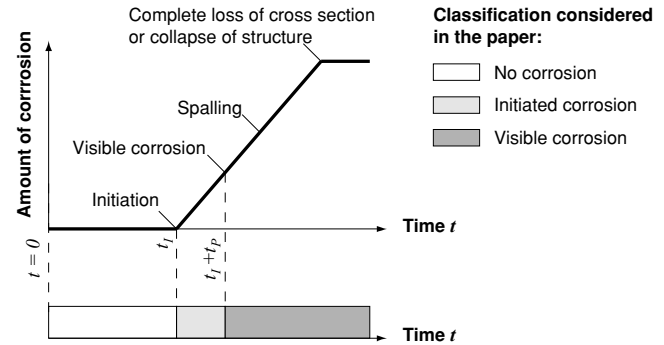 Complete loss of cross section
or collapse of structure
Classification considered
in the paper:
No corrosion
Initiated corrosion
Visible corrosion
Amount of corrrosion
Spalling
Visible corrosion
Initiation
Time t
t = 0
t_I
t_I + t_P
Time t